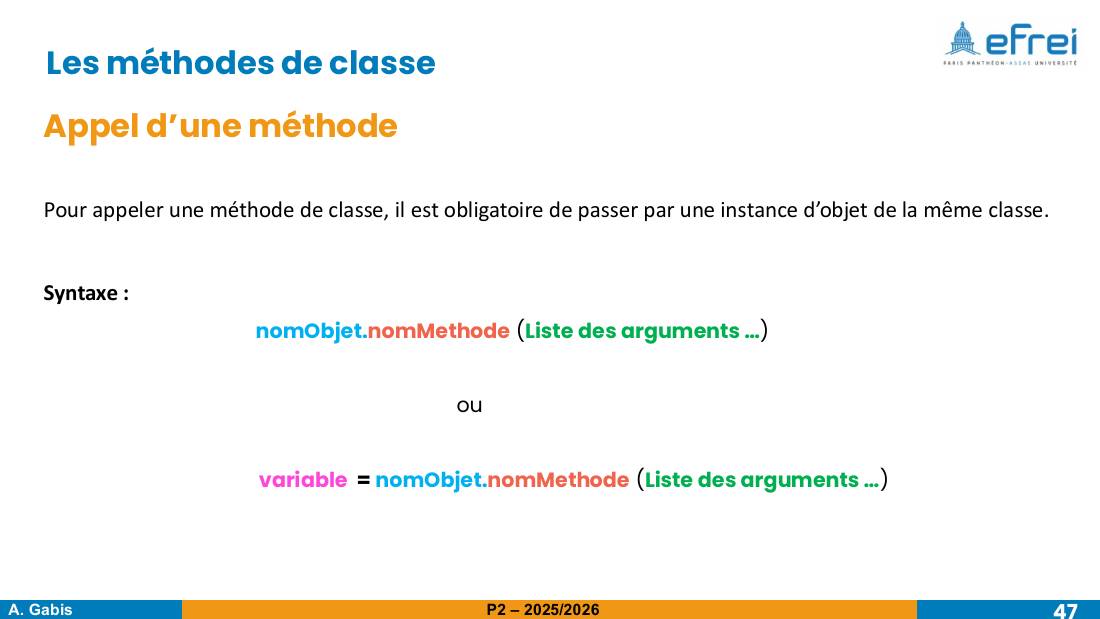 efrei
PARIS PANTHÉON-ASSAS UNIVERSITÉ
Les méthodes de classe
Appel d’une méthode
Pour appeler une méthode de classe, il est obligatoire de passer par une instance d’objet de la même classe.
Syntaxe :
nomObjet.nomMethode (Liste des arguments …)
ou
variable = nomObjet.nomMethode (Liste des arguments …)
A. Gabis
P2 – 2025/2026
47